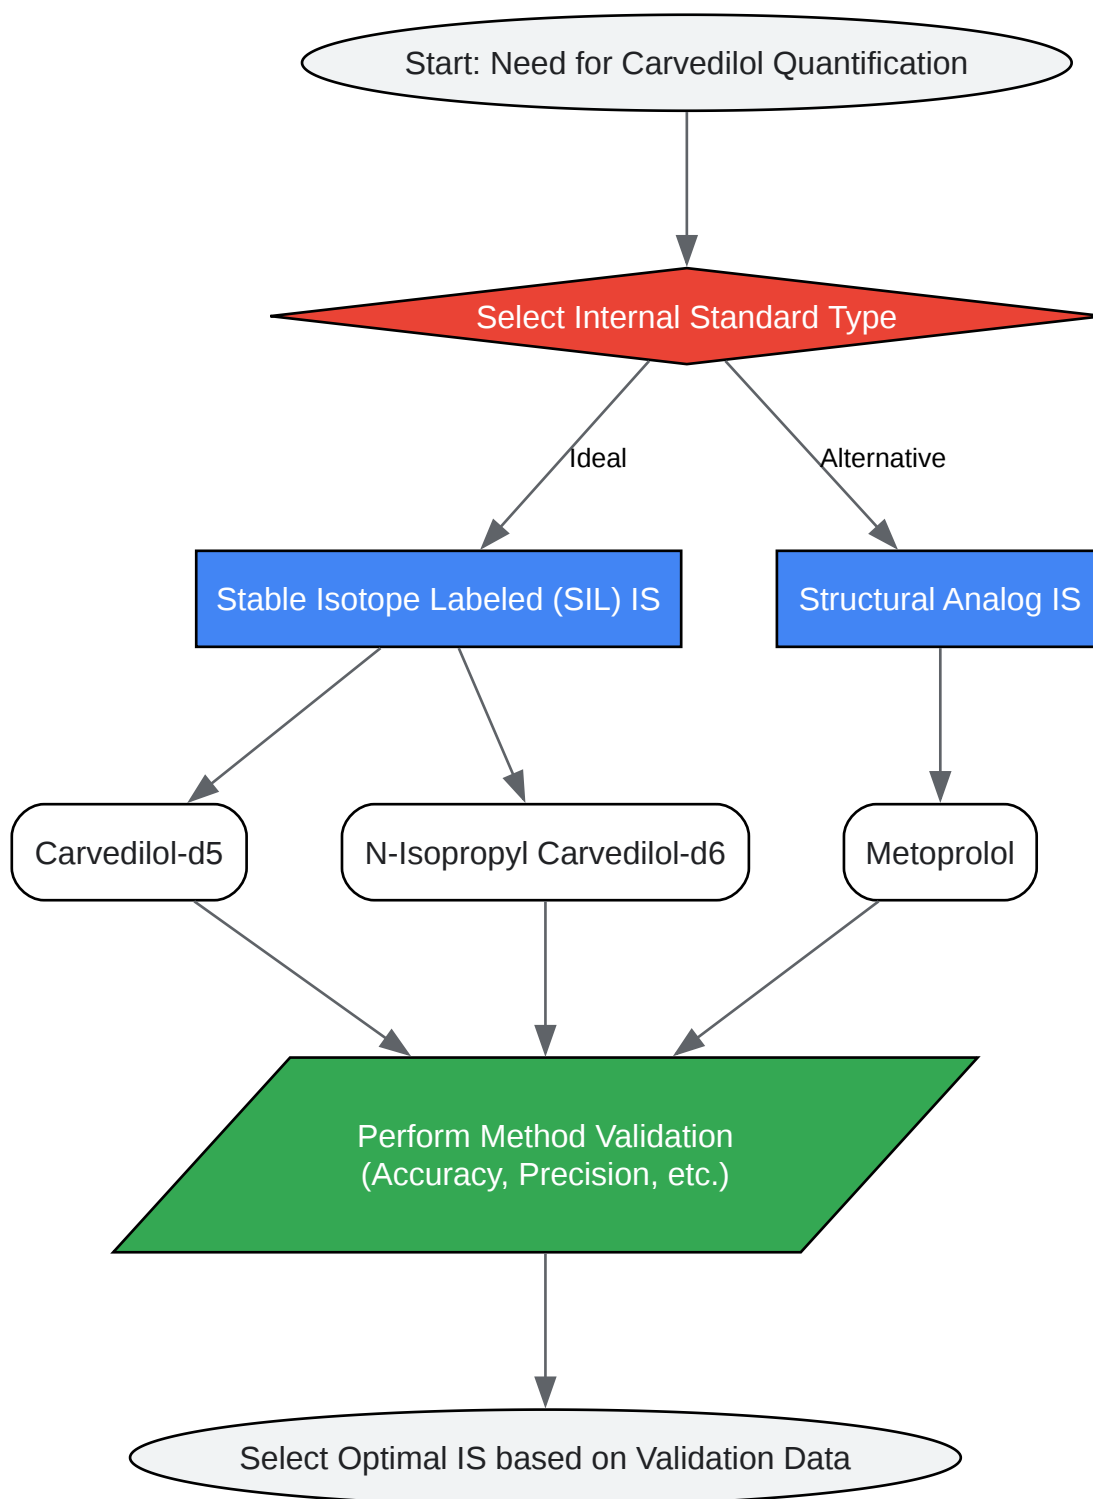 Start: Need for Carvedilol Quantification
Select Internal Standard Type
Ideal
Alternative
Stable Isotope Labeled (SIL) IS
Structural Analog IS
Carvedilol-d5
N-Isopropyl Carvedilol-d6
Metoprolol
Perform Method Validation
(Accuracy, Precision, etc.)
Select Optimal IS based on Validation Data